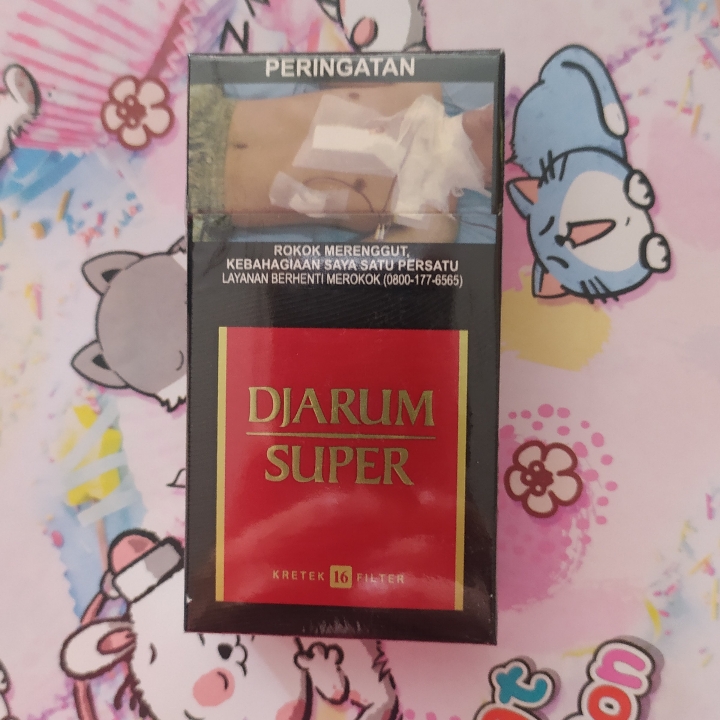 PERINGATAN
ROKOK MERENGGUT,
KEBAHAGIAAN SAYA SATU PERSATU
LAYANAN BERHENTI MEROKOK (0800-177-6565)
DJARUM
SUPER
KRETEK 16 FILTER